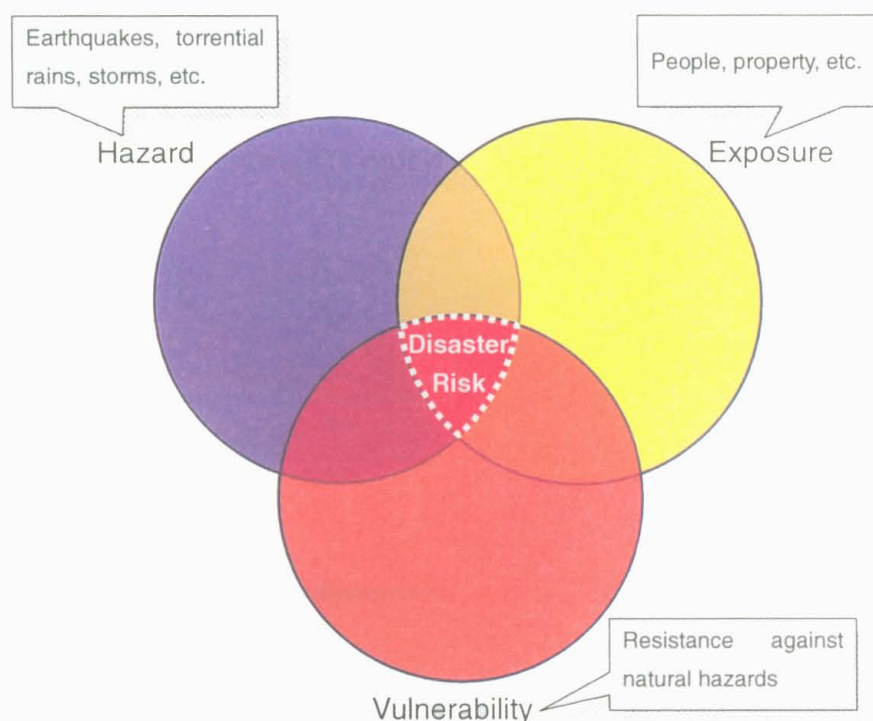 Earthquakes, torrential
rains, storms, etc.
People, property, etc.
Hazard
Exposure
Disaster
Risk
Resistance against
natural hazards
Vulnerability